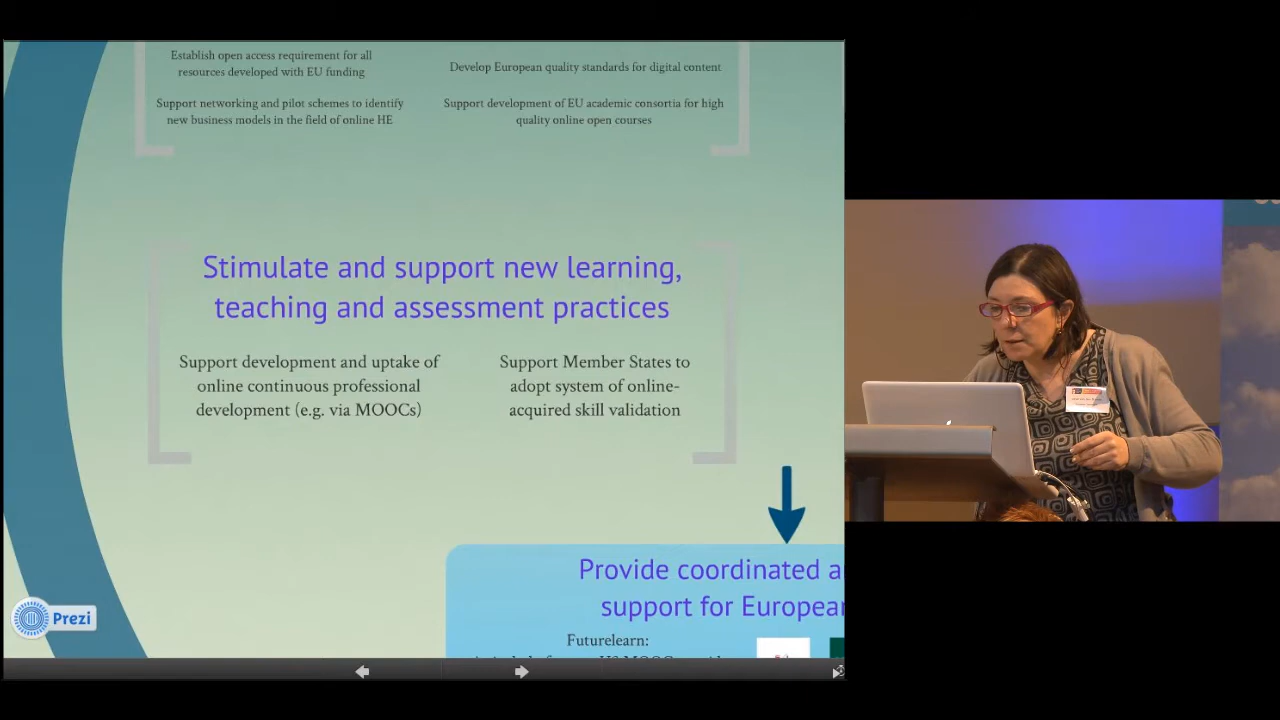 Establish open access requirement for all
resources developed with EU funding
Develop European quality standards for digital content
Support networking and pilot schemes to identify
new business models in the field of online HE
Support development of EU academic consortia for high
quality online open courses
Stimulate and support new learning,
teaching and assessment practices
Support development and uptake of
online continuous professional
development (e.g. via MOOCs)
Support Member States to
adopt system of online-
acquired skill validation
Provide coordinated a
support for European
Futurelearn:
Prezi